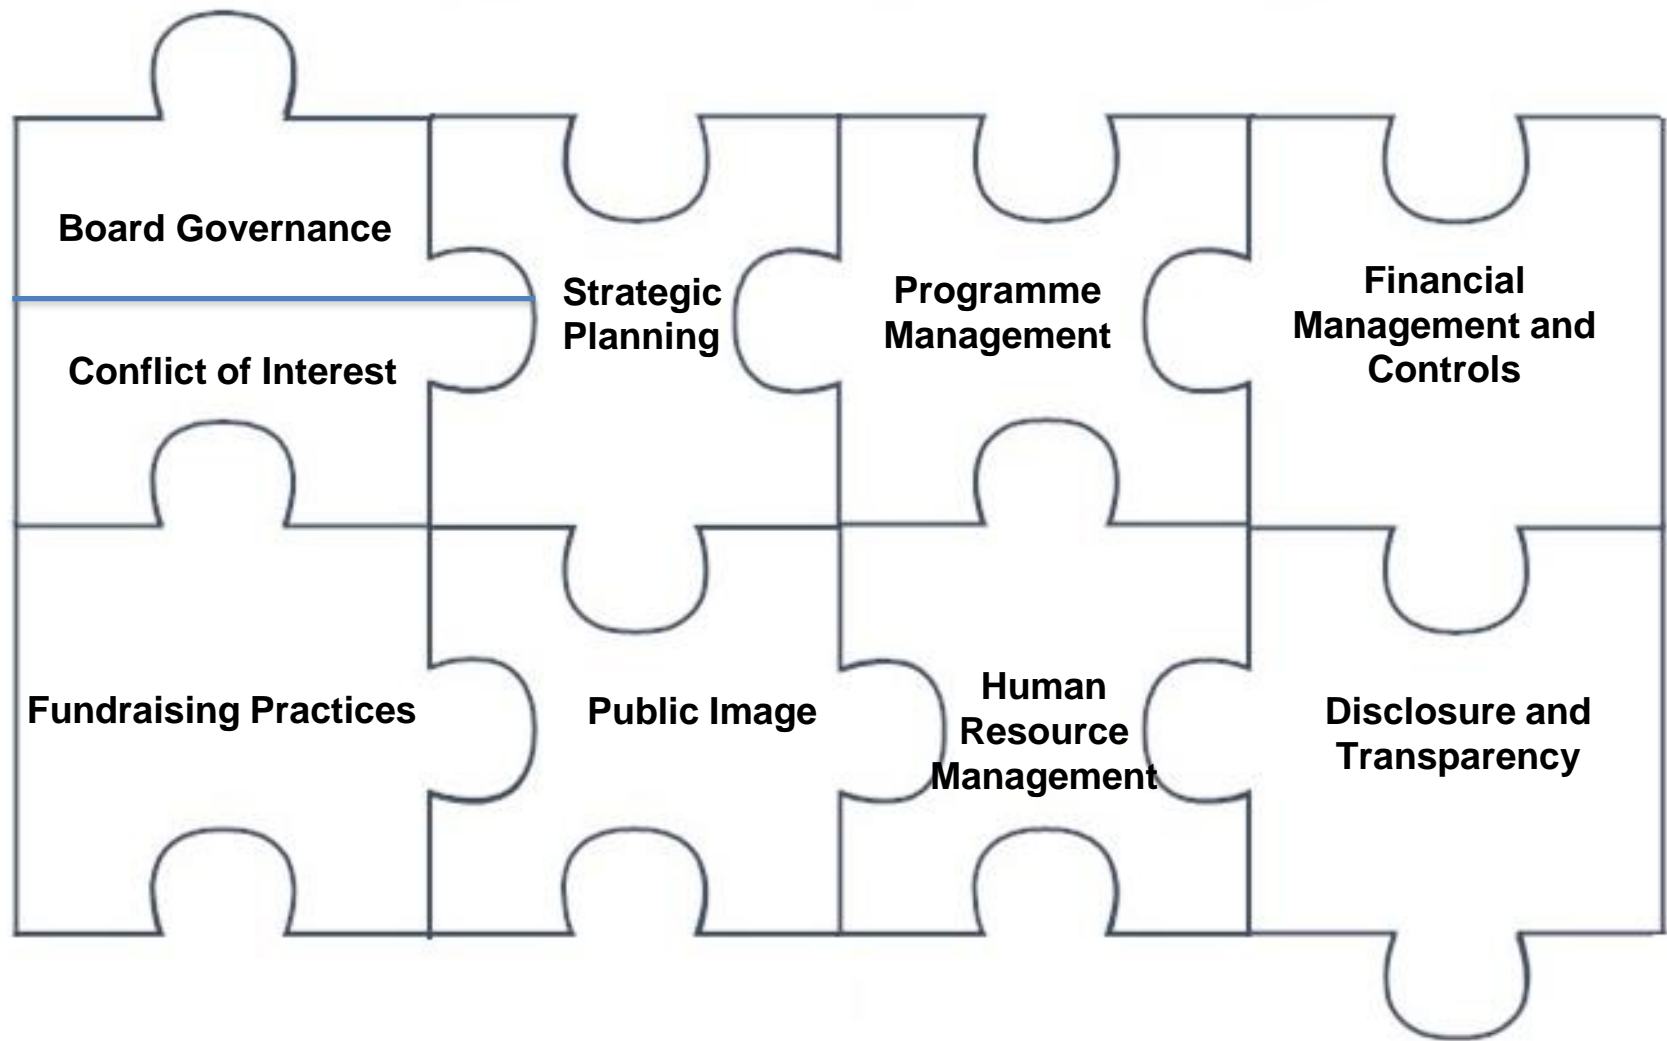 Board Governance
Conflict of Interest
Strategic
Planning
Programme
Management
Financial
Management and
Controls
Fundraising Practices
Public Image
Human
Resource
Management
Disclosure and
Transparency